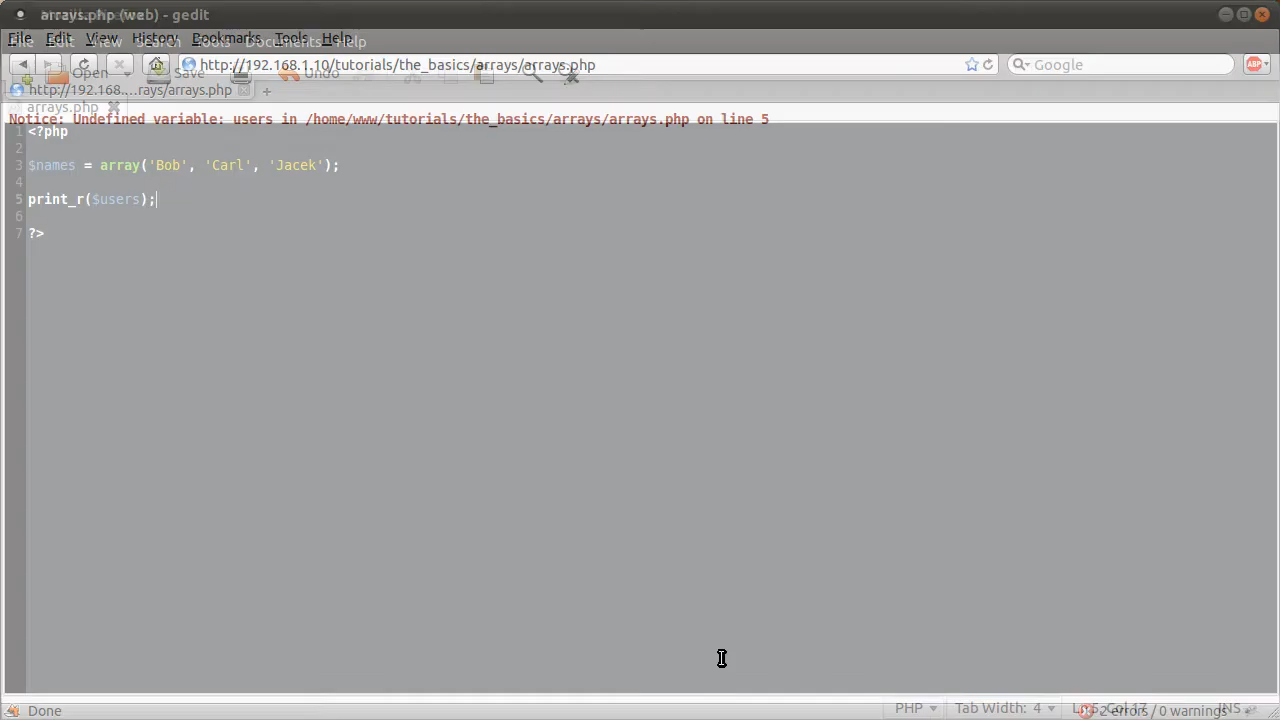 arrays.php (web) - gedit
File Edit View History Bookmarks Tools Help
File Edit View Search Tools Documents Help
http://192.168.1.10/tutorials/the_basics/arrays/arrays.php
Google
ABP
Open Save Undo
http://192.168....rays/arrays.php
arrays.php
Notice: Undefined variable: users in /home/www/tutorials/the_basics/arrays/arrays.php on line 5
1 <?php
2
3 $names = array('Bob', 'Carl', 'Jacek');
4
5 print_r($users);
6
7 ?>
Done
PHP Tab Width: 4
2 errors / 0 warnings
INS